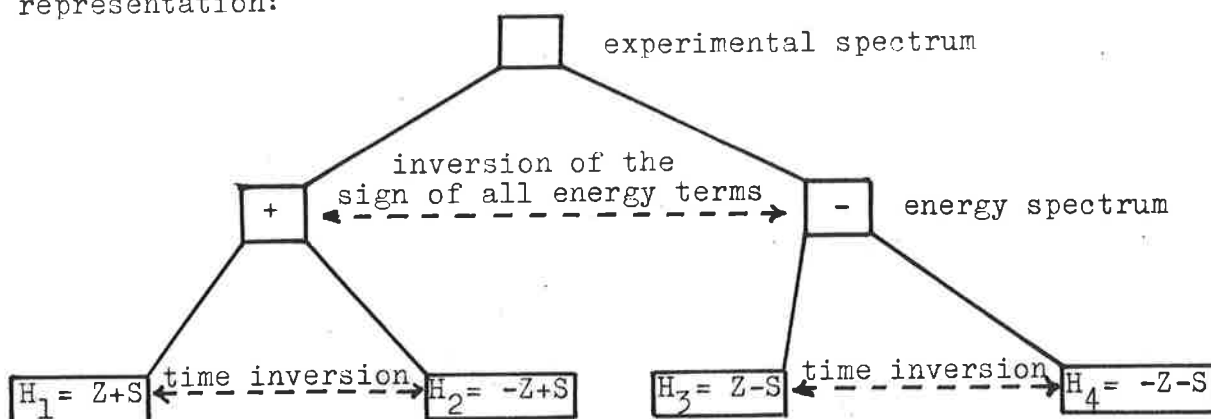 representation:
experimental spectrum
inversion of the
sign of all energy terms
+
-
energy spectrum
H1= Z+S
time inversion
H2= -Z+S
H3= Z-S
time inversion
H4= -Z-S